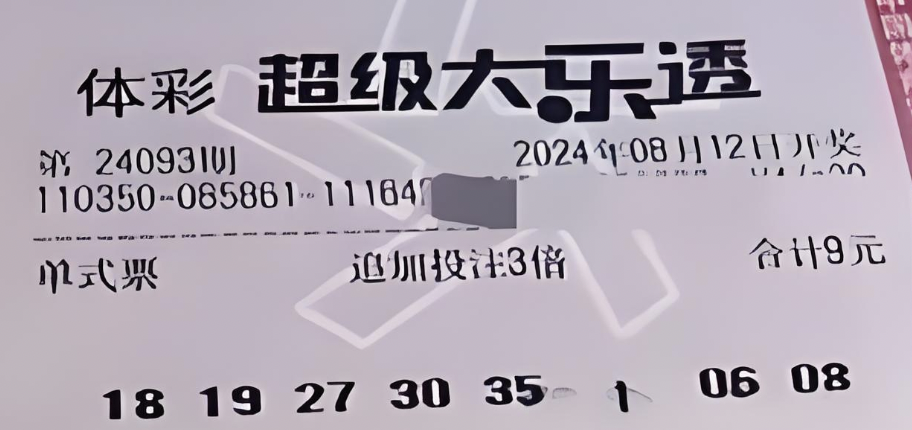 体彩 超级大乐透
第 24093期 2024年08月12日开奖
110350-065861-11184
单式票 追加投注3倍 合计9元
18 19 27 30 35 06 08